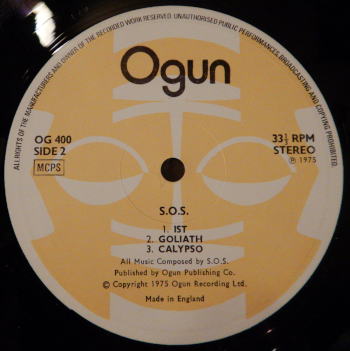 ALL RIGHTS OF THE MANUFACTURERS AND OWNER OF THE RECORDED WORK RESERVED. UNAUTHORISED PUBLIC PERFORMANCES, BROADCASTING AND COPYING PROHIBITED.
Ogun
OG 400
SIDE 2
MCPS
33⅓ RPM
STEREO
℗ 1975
S.O.S.
1. IST
2. GOLIATH
3. CALYPSO
All Music Composed by S.O.S.
Published by Ogun Publishing Co.
© Copyright 1975 Ogun Recording Ltd.
Made in England